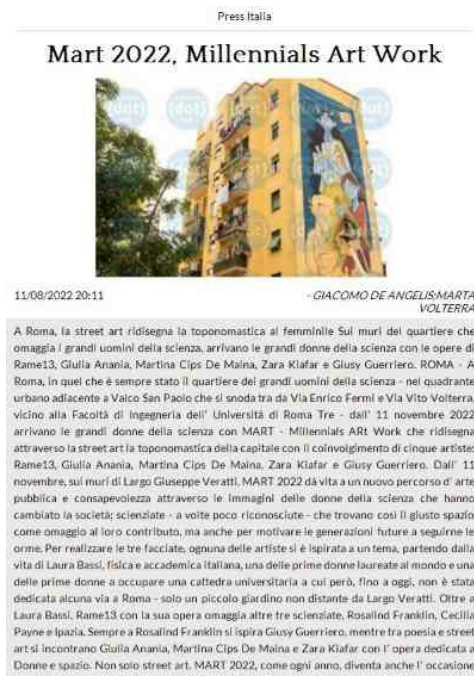 Press Italia
Mart 2022, Millennials Art Work
(dot)
(dot)
11/08/2022 20:11
- GIACOMO DE ANGELIS;MARTA
VOLTERRA
A Roma, la street art ridisegna la toponomastica al femminile Sui muri del quartiere che
omaggia i grandi uomini della scienza, arrivano le grandi donne della scienza con le opere di
Rame13, Giulia Anania, Martina Cips De Maina, Zara Kiafar e Giusy Guerriero. ROMA - A
Roma, in quel che è sempre stato il quartiere dei grandi uomini della scienza - nel quadrante
urbano adiacente a Valco San Paolo che si snoda tra da Via Enrico Fermi e Via Vito Volterra,
vicino alla Facoltà di Ingegneria dell' Università di Roma Tre - dall' 11 novembre 2022
arrivano le grandi donne della scienza con MART - Millennials ARt Work che ridisegna
attraverso la street art la toponomastica della capitale con il coinvolgimento di cinque artiste:
Rame13, Giulia Anania, Martina Cips De Maina, Zara Kiafar e Giusy Guerriero. Dall' 11
novembre, sui muri di Largo Giuseppe Veratti, MART 2022 dà vita a un nuovo percorso d' arte
pubblica e consapevolezza attraverso le immagini delle donne della scienza che hanno
cambiato la società; scienziate - a volte poco riconosciute - che trovano così il giusto spazio
come omaggio al loro contributo, ma anche per motivare le generazioni future a seguirne le
orme. Per realizzare le tre facciate, ognuna delle artiste si è ispirata a un tema, partendo dalla
vita di Laura Bassi, fisica e accademica italiana, una delle prime donne laureate al mondo e una
delle prime donne a occupare una cattedra universitaria a cui però, fino a oggi, non è stata
dedicata alcuna via a Roma - solo un piccolo giardino non distante da Largo Veratti. Oltre a
Laura Bassi, Rame13 con la sua opera omaggia altre tre scienziate, Rosalind Franklin, Cecilia
Payne e Ipazia. Sempre a Rosalind Franklin si ispira Giusy Guerriero, mentre tra poesia e street
art si incontrano Giulia Anania, Martina Cips De Maina e Zara Kiafar con l' opera dedicata a
Donne e spazio. Non solo street art. MART 2022, come ogni anno, diventa anche l' occasione